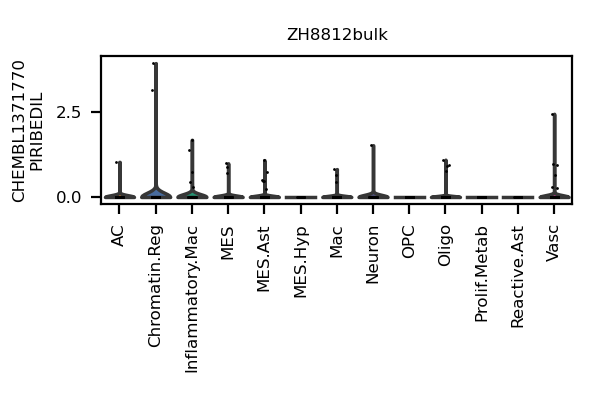 ZH8812bulk
CHEMBL1371770
PIRIBEDIL
2.5
0.0
AC
Chromatin.Reg
Inflammatory.Mac
MES
MES.Ast
MES.Hyp
Mac
Neuron
OPC
Oligo
Prolif.Metab
Reactive.Ast
Vasc